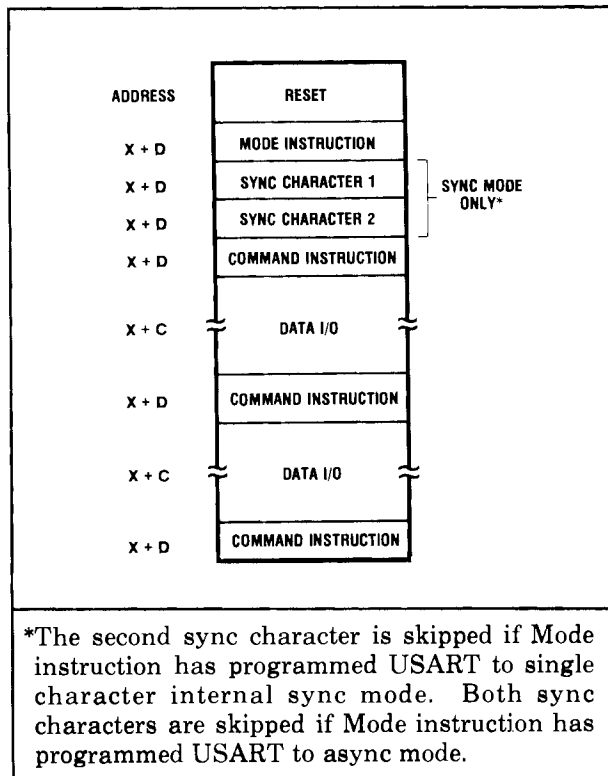 ADDRESS RESET
X + D MODE INSTRUCTION
X + D SYNC CHARACTER 1
X + D SYNC CHARACTER 2
SYNC MODE
ONLY*
X + D COMMAND INSTRUCTION
X + C DATA I/O
X + D COMMAND INSTRUCTION
X + C DATA I/O
X + D COMMAND INSTRUCTION
*The second sync character is skipped if Mode
instruction has programmed USART to single
character internal sync mode. Both sync
characters are skipped if Mode instruction has
programmed USART to async mode.